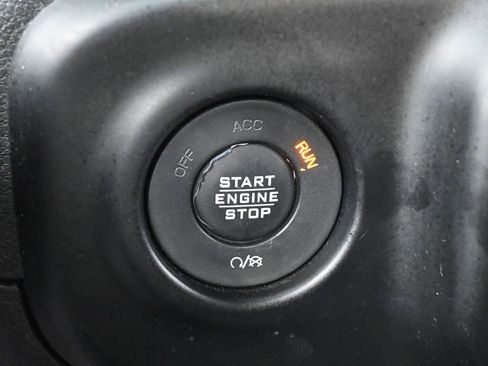 ACC
OFF
RUN
START
ENGINE
STOP